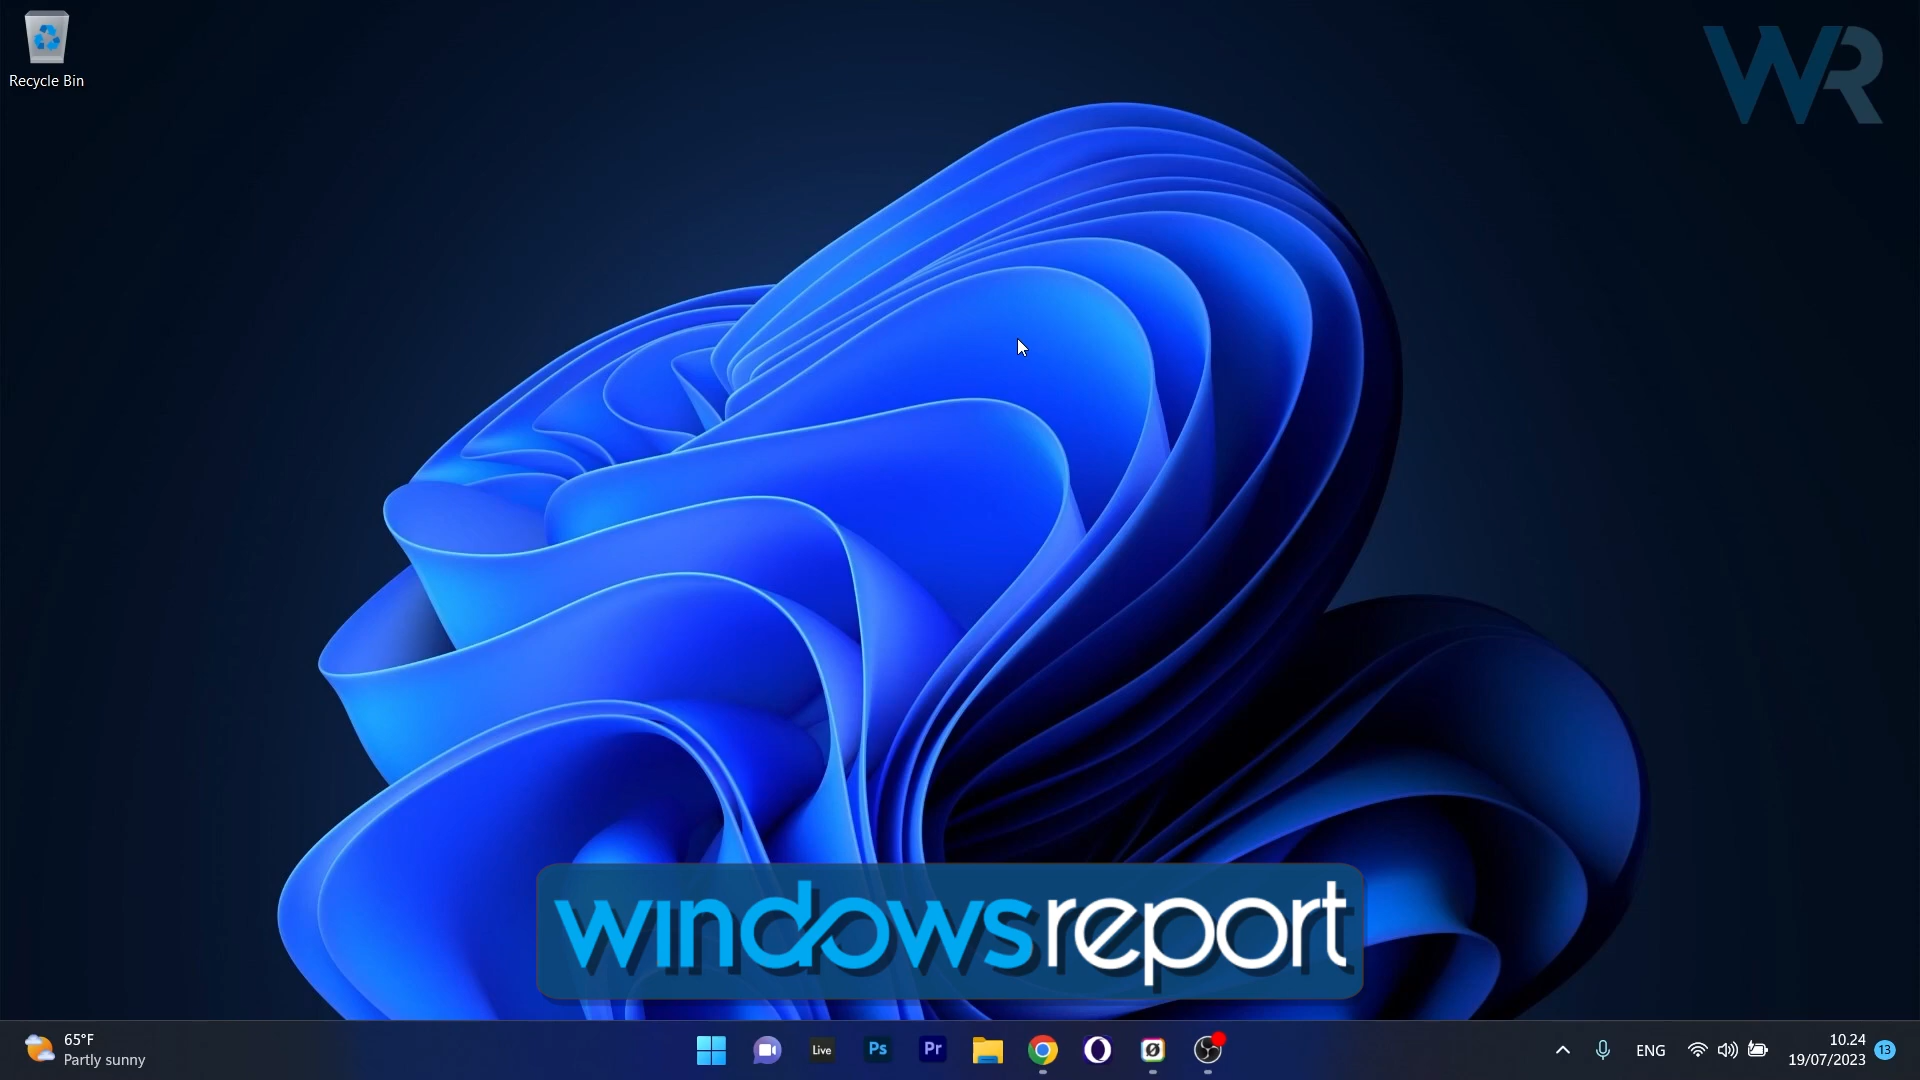 Recycle Bin
WR
windowsreport
65°F
Partly sunny
Live
Ps
Pr
ENG
10.24
19/07/2023
13